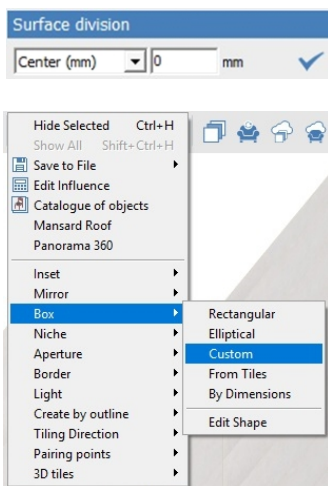 Surface division
Center (mm) 0 mm
Hide Selected Ctrl+H
Show All Shift+Ctrl+H
Save to File
Edit Influence
Catalogue of objects
Mansard Roof
Panorama 360
Inset
Mirror
Box
Niche
Aperture
Border
Light
Create by outline
Tiling Direction
Pairing points
3D tiles
Rectangular
Elliptical
Custom
From Tiles
By Dimensions
Edit Shape